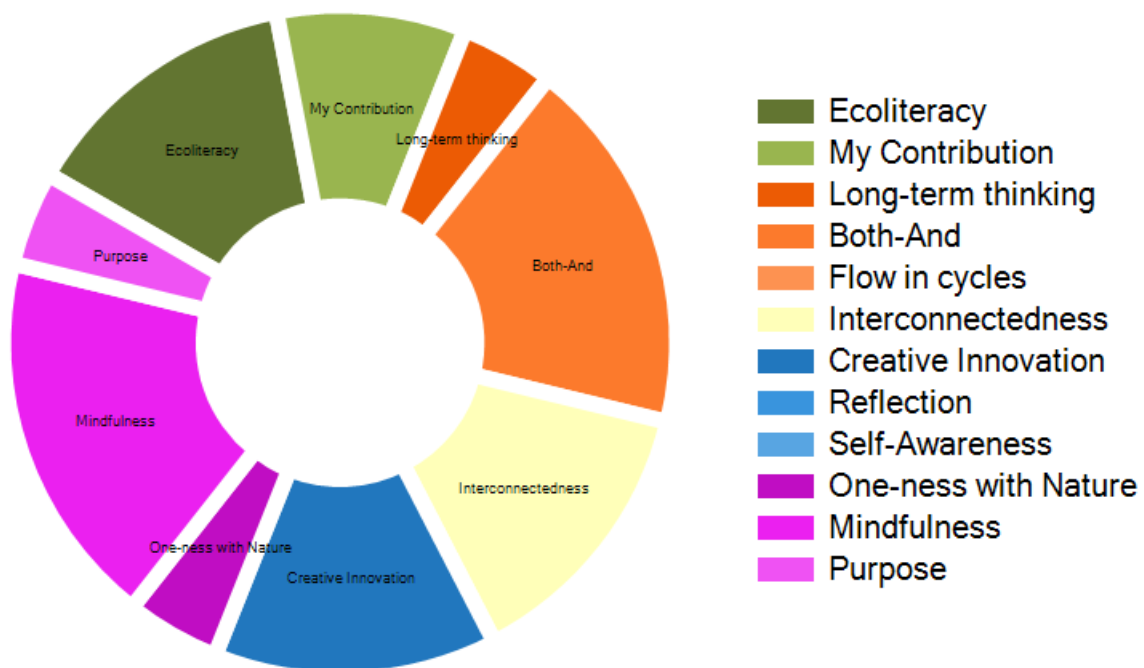 My Contribution
Long-term thinking
Ecoliteracy
Purpose
Both-And
Mindfulness
Interconnectedness
One-ness with Nature
Creative Innovation
Ecoliteracy
My Contribution
Long-term thinking
Both-And
Flow in cycles
Interconnectedness
Creative Innovation
Reflection
Self-Awareness
One-ness with Nature
Mindfulness
Purpose